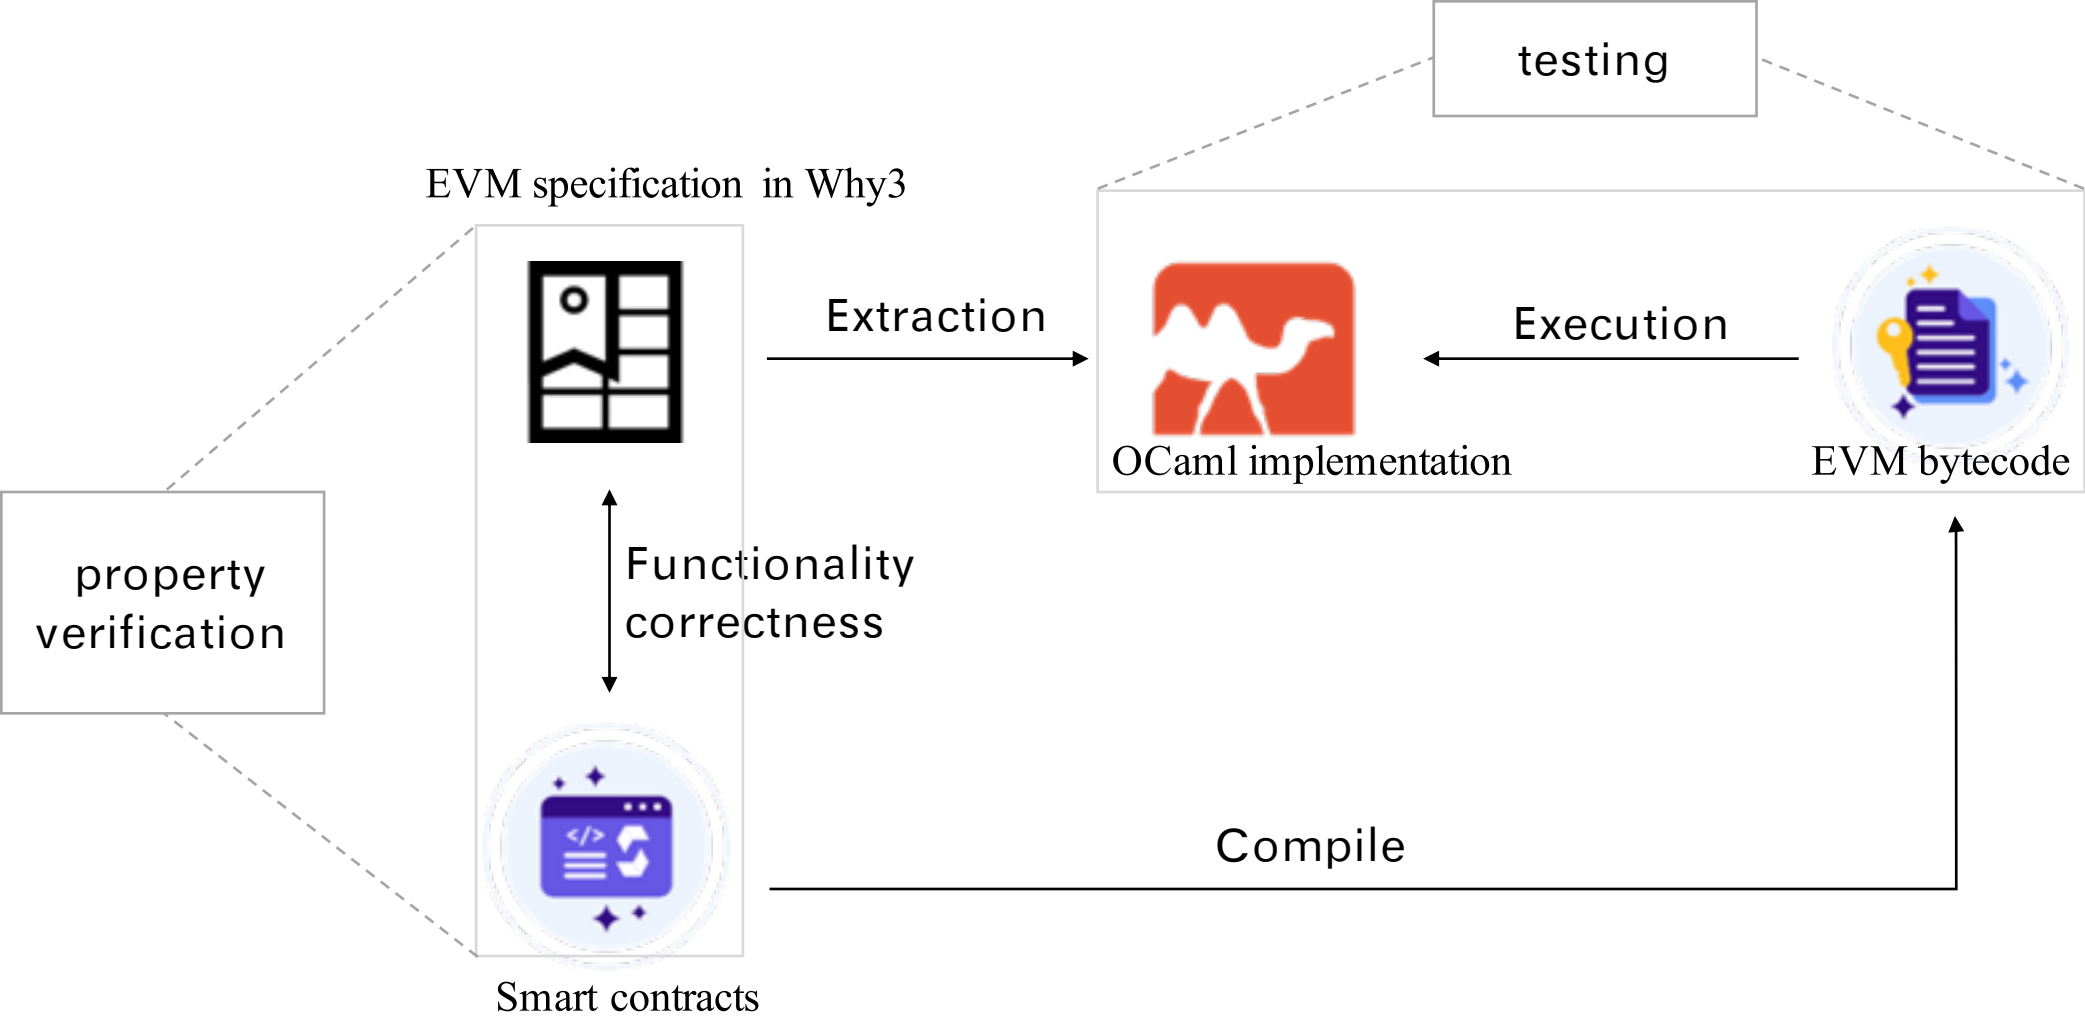 testing
EVM specification in Why3
Extraction
Execution
OCaml implementation
EVM bytecode
property
verification
Functionality
correctness
</>
Compile
Smart contracts